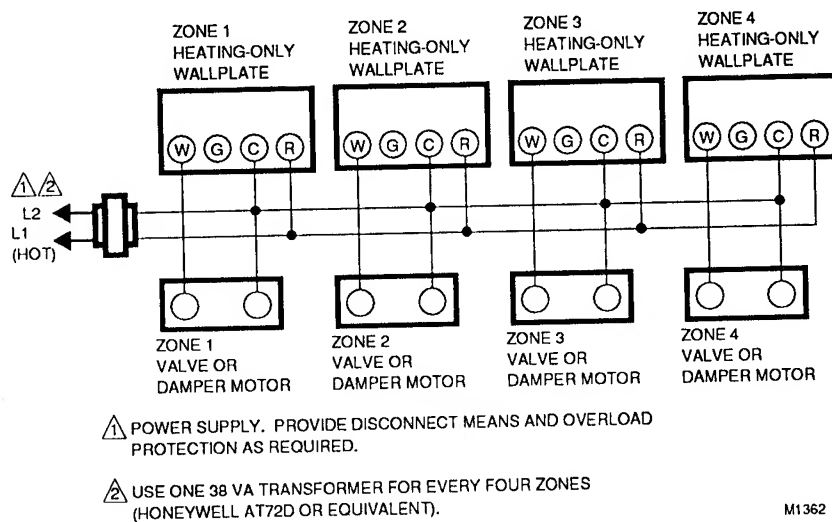 ZONE 1
HEATING-ONLY
WALLPLATE
ZONE 2
HEATING-ONLY
WALLPLATE
ZONE 3
HEATING-ONLY
WALLPLATE
ZONE 4
HEATING-ONLY
WALLPLATE
W G C R
W G C R
W G C R
W G C R
1 2
L2
L1
(HOT)
ZONE 1
VALVE OR
DAMPER MOTOR
ZONE 2
VALVE OR
DAMPER MOTOR
ZONE 3
VALVE OR
DAMPER MOTOR
ZONE 4
VALVE OR
DAMPER MOTOR
1 POWER SUPPLY. PROVIDE DISCONNECT MEANS AND OVERLOAD
PROTECTION AS REQUIRED.
2 USE ONE 38 VA TRANSFORMER FOR EVERY FOUR ZONES
(HONEYWELL AT72D OR EQUIVALENT).
M1362